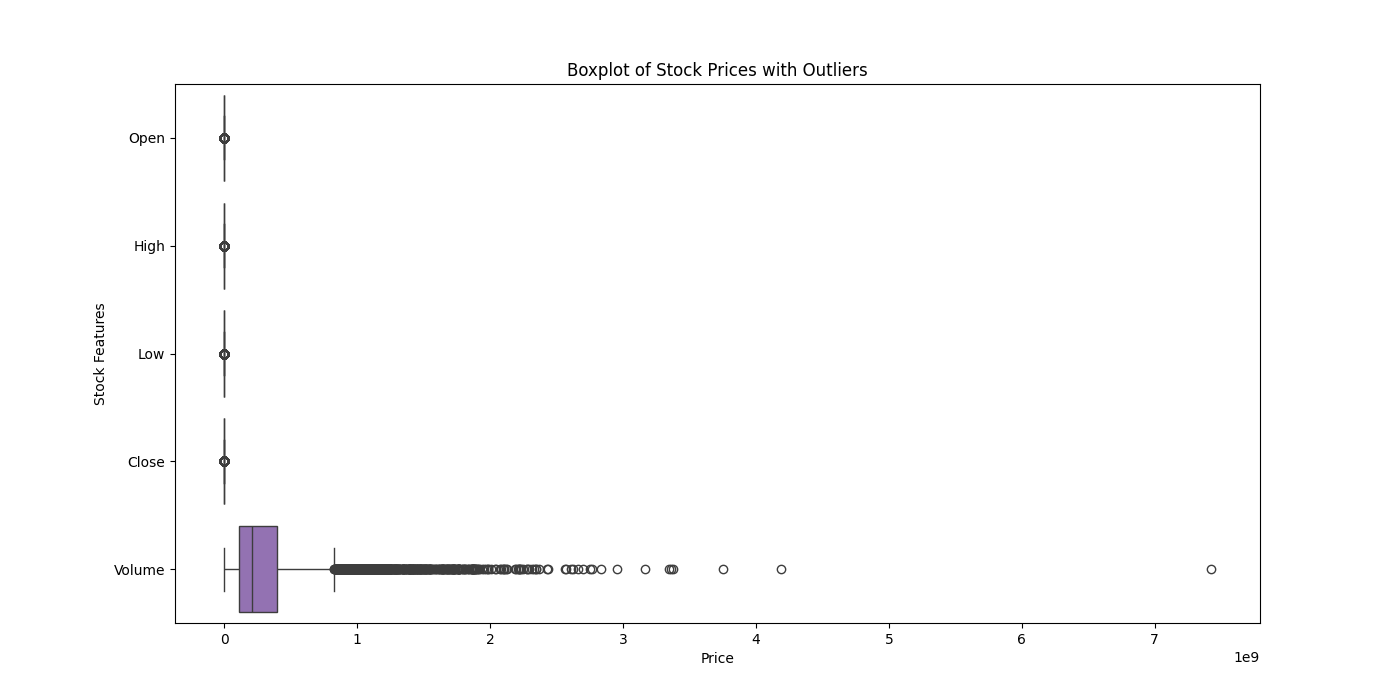 Boxplot of Stock Prices with Outliers
Open
High
Low
Close
Volume
Stock Features
0 1 2 3 4 5 6 7
1e9
Price